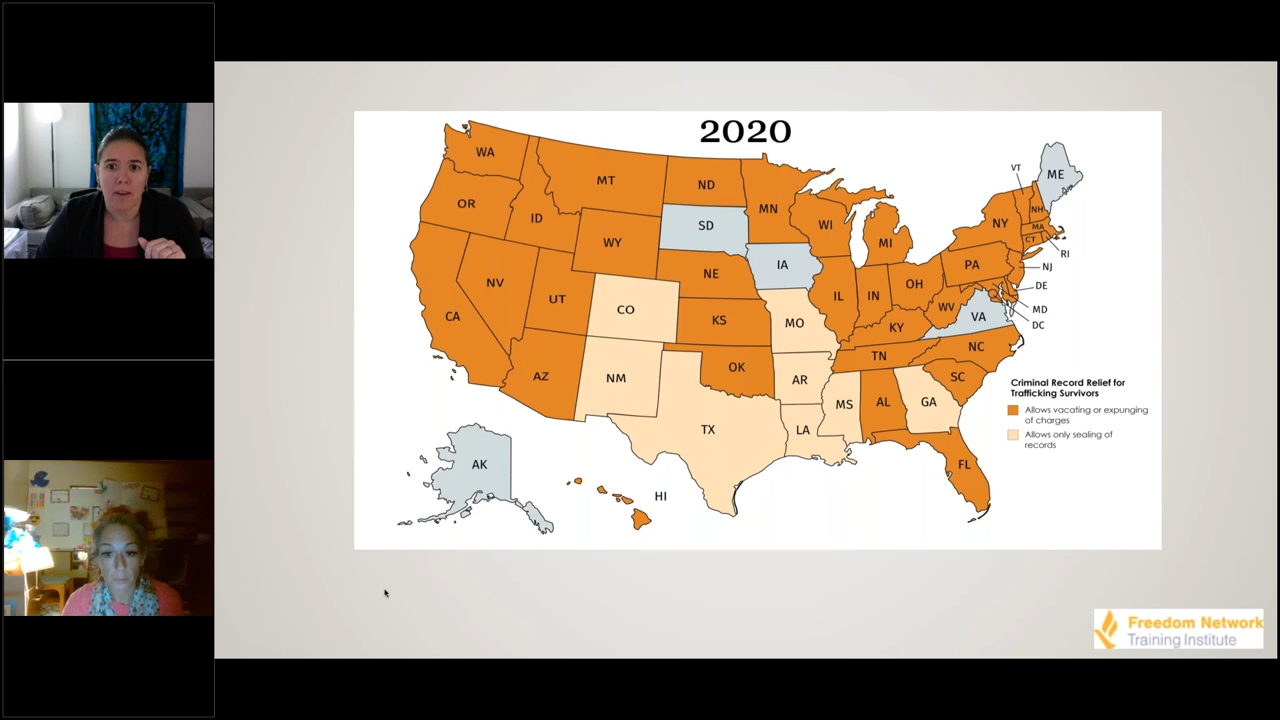 2020
WA
OR
CA
NV
ID
MT
WY
UT
AZ
CO
NM
ND
SD
NE
KS
OK
TX
MN
IA
MO
AR
LA
WI
IL
MI
IN
OH
KY
TN
MS
AL
GA
FL
SC
NC
VA
WV
PA
NY
VT
NH
MA
CT
RI
NJ
DE
MD
DC
ME
AK
HI
Criminal Record Relief for
Trafficking Survivors
Allows vacating or expunging
of charges
Allows only sealing of
records
Freedom Network
Training Institute